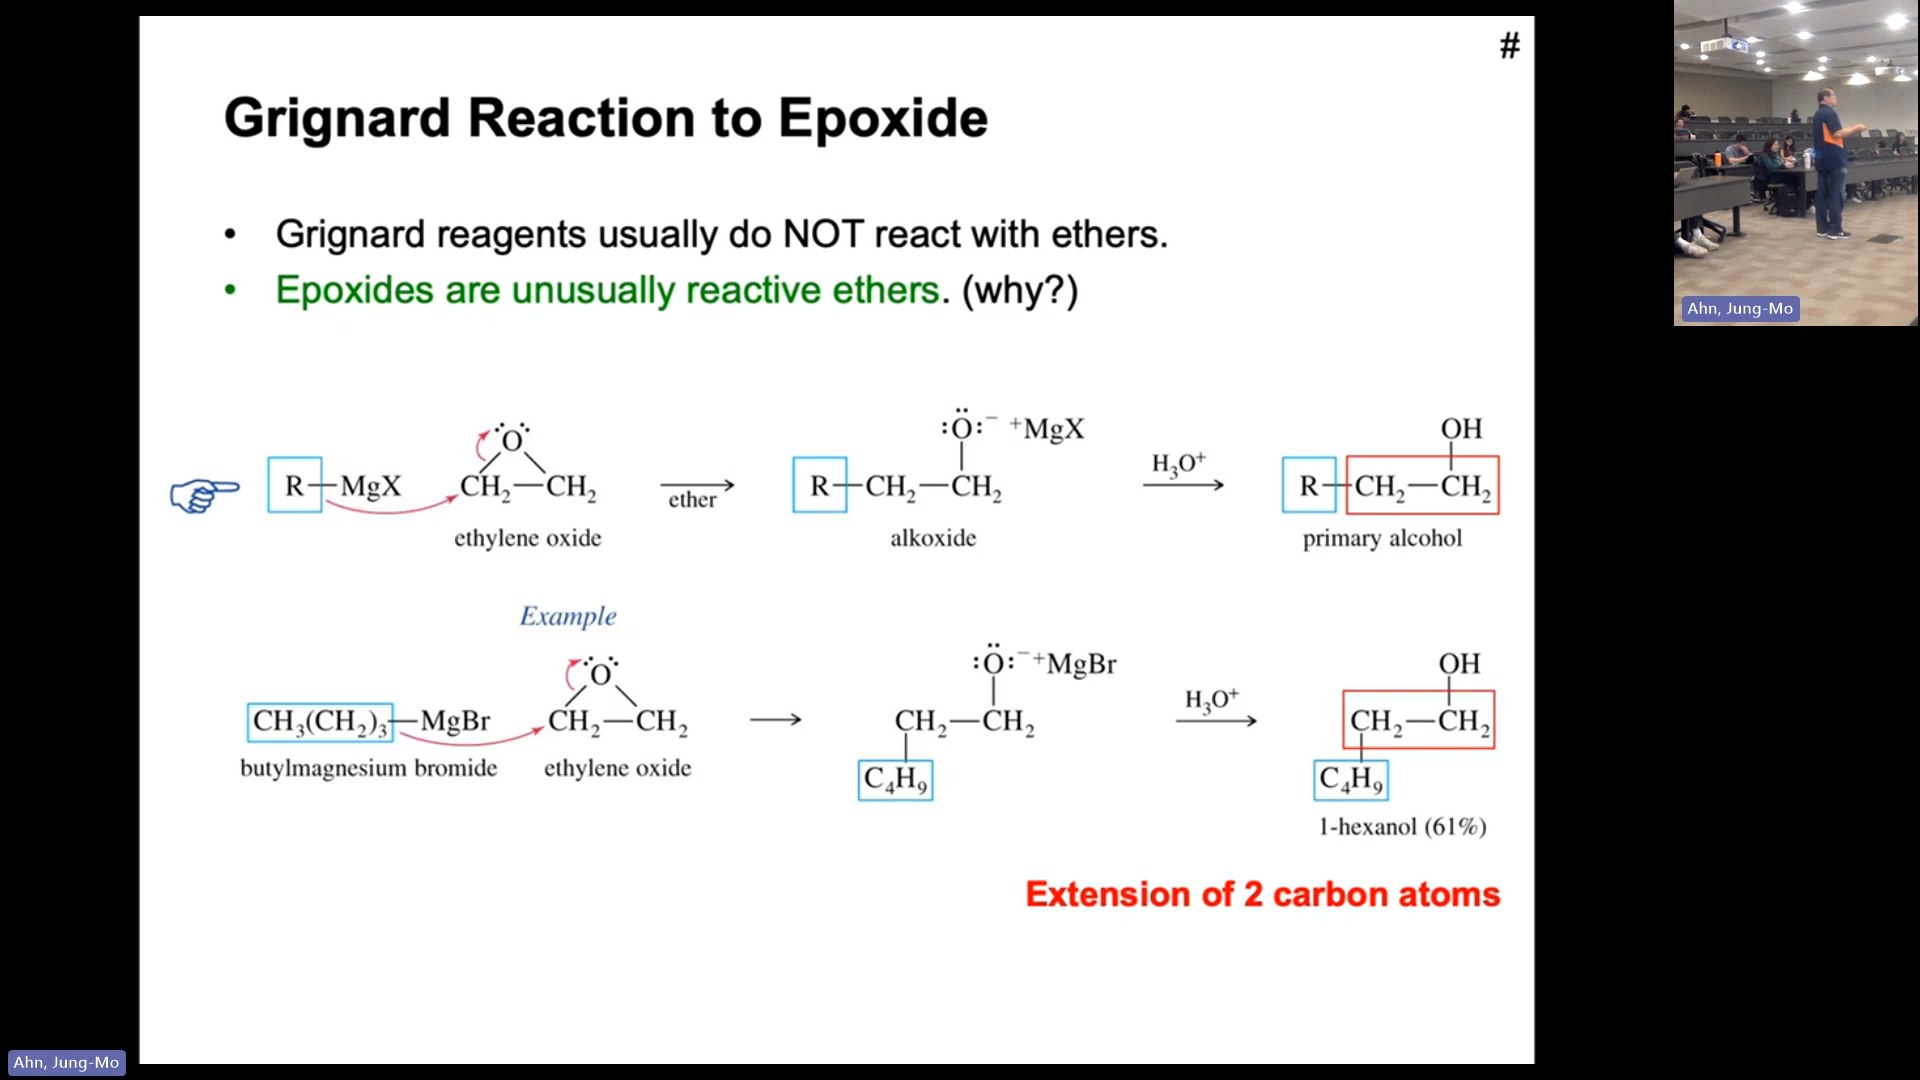 #
Grignard Reaction to Epoxide
• Grignard reagents usually do NOT react with ethers.
• Epoxides are unusually reactive ethers. (why?)
R—MgX
:O:
CH₂—CH₂
ethylene oxide
ether
:Ö:⁻ ⁺MgX
R—CH₂—CH₂
alkoxide
H₃O⁺
OH
R—CH₂—CH₂
primary alcohol
Example
CH₃(CH₂)₃—MgBr
butylmagnesium bromide
:O:
CH₂—CH₂
ethylene oxide
:Ö:⁻⁺MgBr
CH₂—CH₂
C₄H₉
H₃O⁺
OH
CH₂—CH₂
C₄H₉
1-hexanol (61%)
Extension of 2 carbon atoms
Ahn, Jung-Mo
Ahn, Jung-Mo